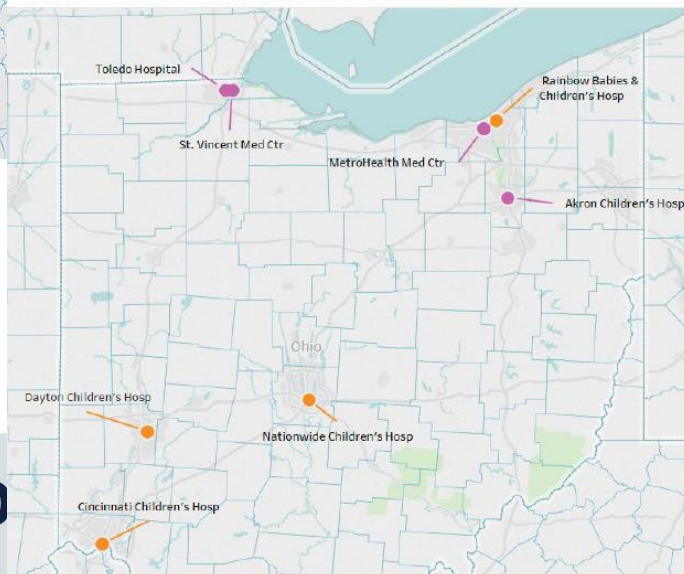 Toledo Hospital
St. Vincent Med Ctr
Rainbow Babies &
Children's Hosp
MetroHealth Med Ctr
Akron Children's Hosp
Ohio
Dayton Children's Hosp
Nationwide Children's Hosp
Cincinnati Children's Hosp